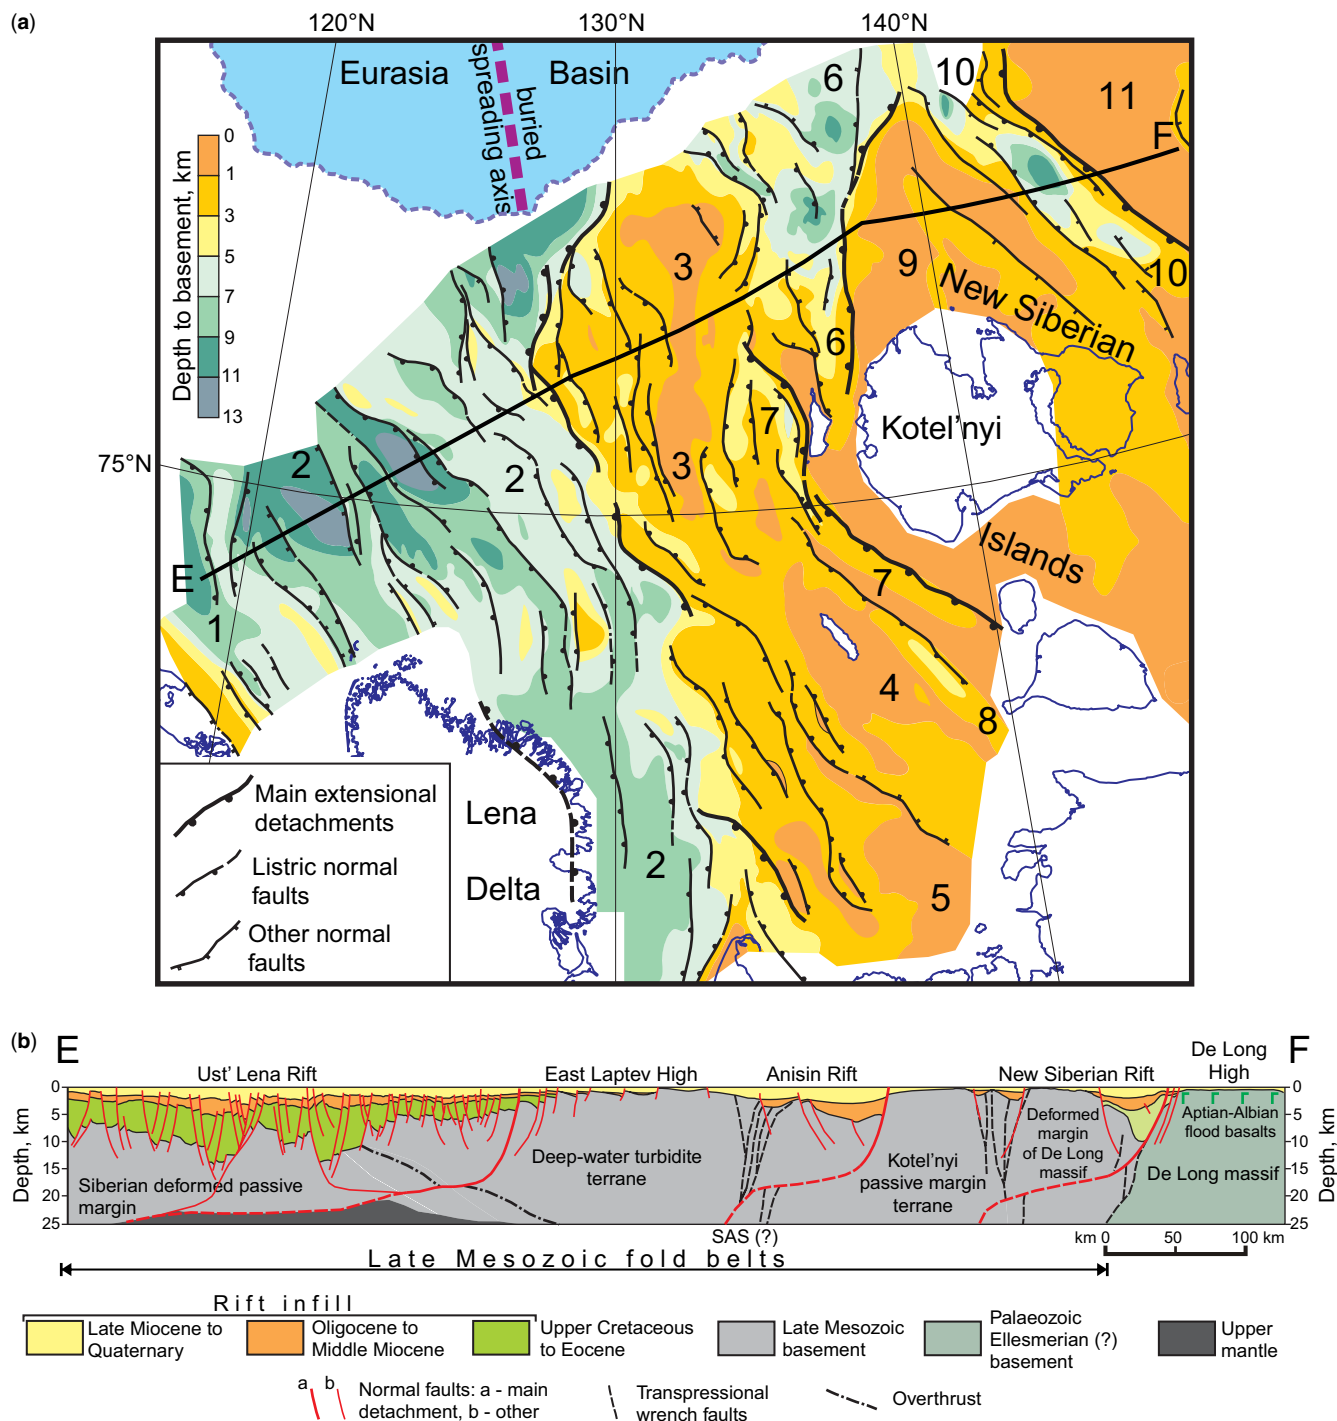 (a)
120°N
130°N
140°N
Eurasia
Basin
buried
spreading axis
Depth to basement, km
0
1
3
5
7
9
11
13
75°N
E
F
1
2
2
2
3
3
4
5
6
6
7
7
8
9
10
10
11
New Siberian
Islands
Kotel'nyi
Lena
Delta
Main extensional
detachments
Listric normal
faults
Other normal
faults
(b)
E
F
Ust' Lena Rift
East Laptev High
Anisin Rift
New Siberian Rift
De Long
High
Depth, km
0
5
10
15
20
25
Siberian deformed passive
margin
Deep-water turbidite
terrane
Kotel'nyi
passive margin
terrane
Deformed
margin
of De Long
massif
Aptian-Albian
flood basalts
De Long massif
0
5
10
15
20
25
Depth, km
SAS (?)
km 0 50 100 km
Late Mesozoic fold belts
Rift infill
Late Miocene to
Quaternary
Oligocene to
Middle Miocene
Upper Cretaceous
to Eocene
Late Mesozoic
basement
Palaeozoic
Ellesmerian (?)
basement
Upper
mantle
a b
Normal faults: a - main
detachment, b - other
Transpressional
wrench faults
Overthrust